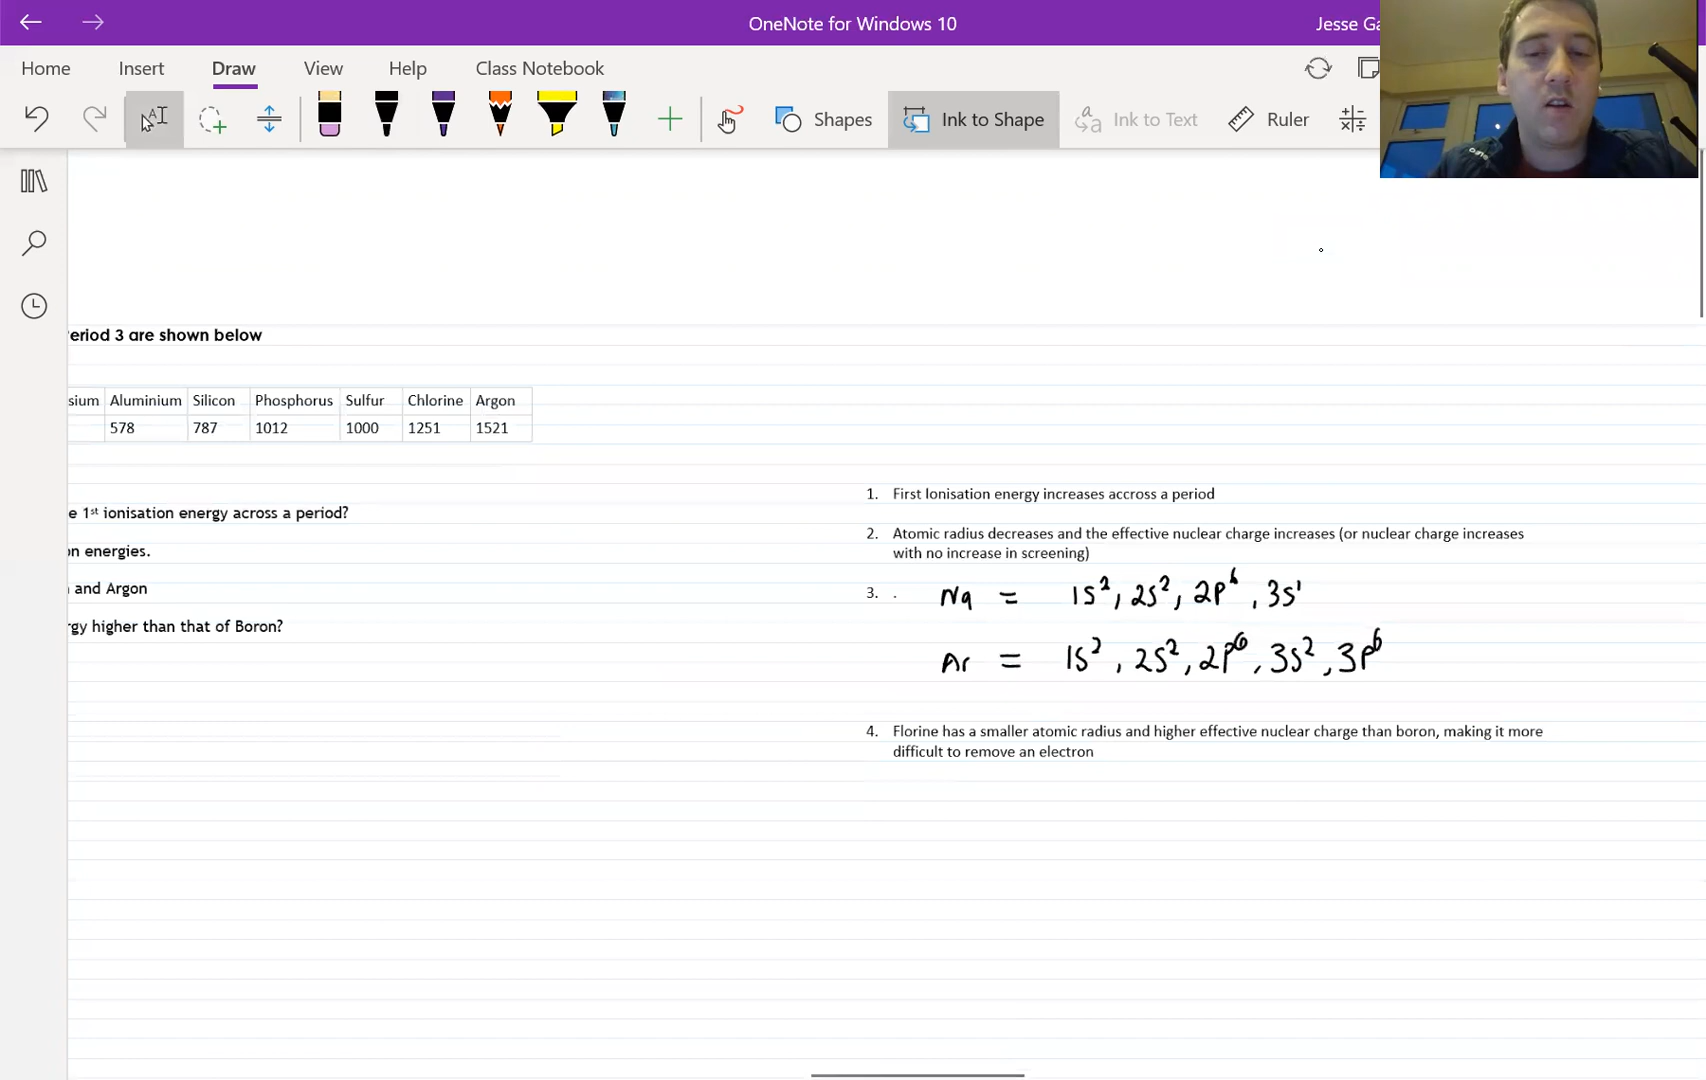 OneNote for Windows 10
Jesse Ga
Home Insert Draw View Help Class Notebook
Shapes Ink to Shape Ink to Text Ruler
eriod 3 are shown below
sium Aluminium Silicon Phosphorus Sulfur Chlorine Argon
578 787 1012 1000 1251 1521
e 1st ionisation energy across a period?
on energies.
and Argon
rgy higher than that of Boron?
1. First Ionisation energy increases accross a period
2. Atomic radius decreases and the effective nuclear charge increases (or nuclear charge increases
with no increase in screening)
3. . Na = 1s², 2s², 2p⁶, 3s¹
Ar = 1s², 2s², 2p⁶, 3s², 3p⁶
4. Florine has a smaller atomic radius and higher effective nuclear charge than boron, making it more
difficult to remove an electron